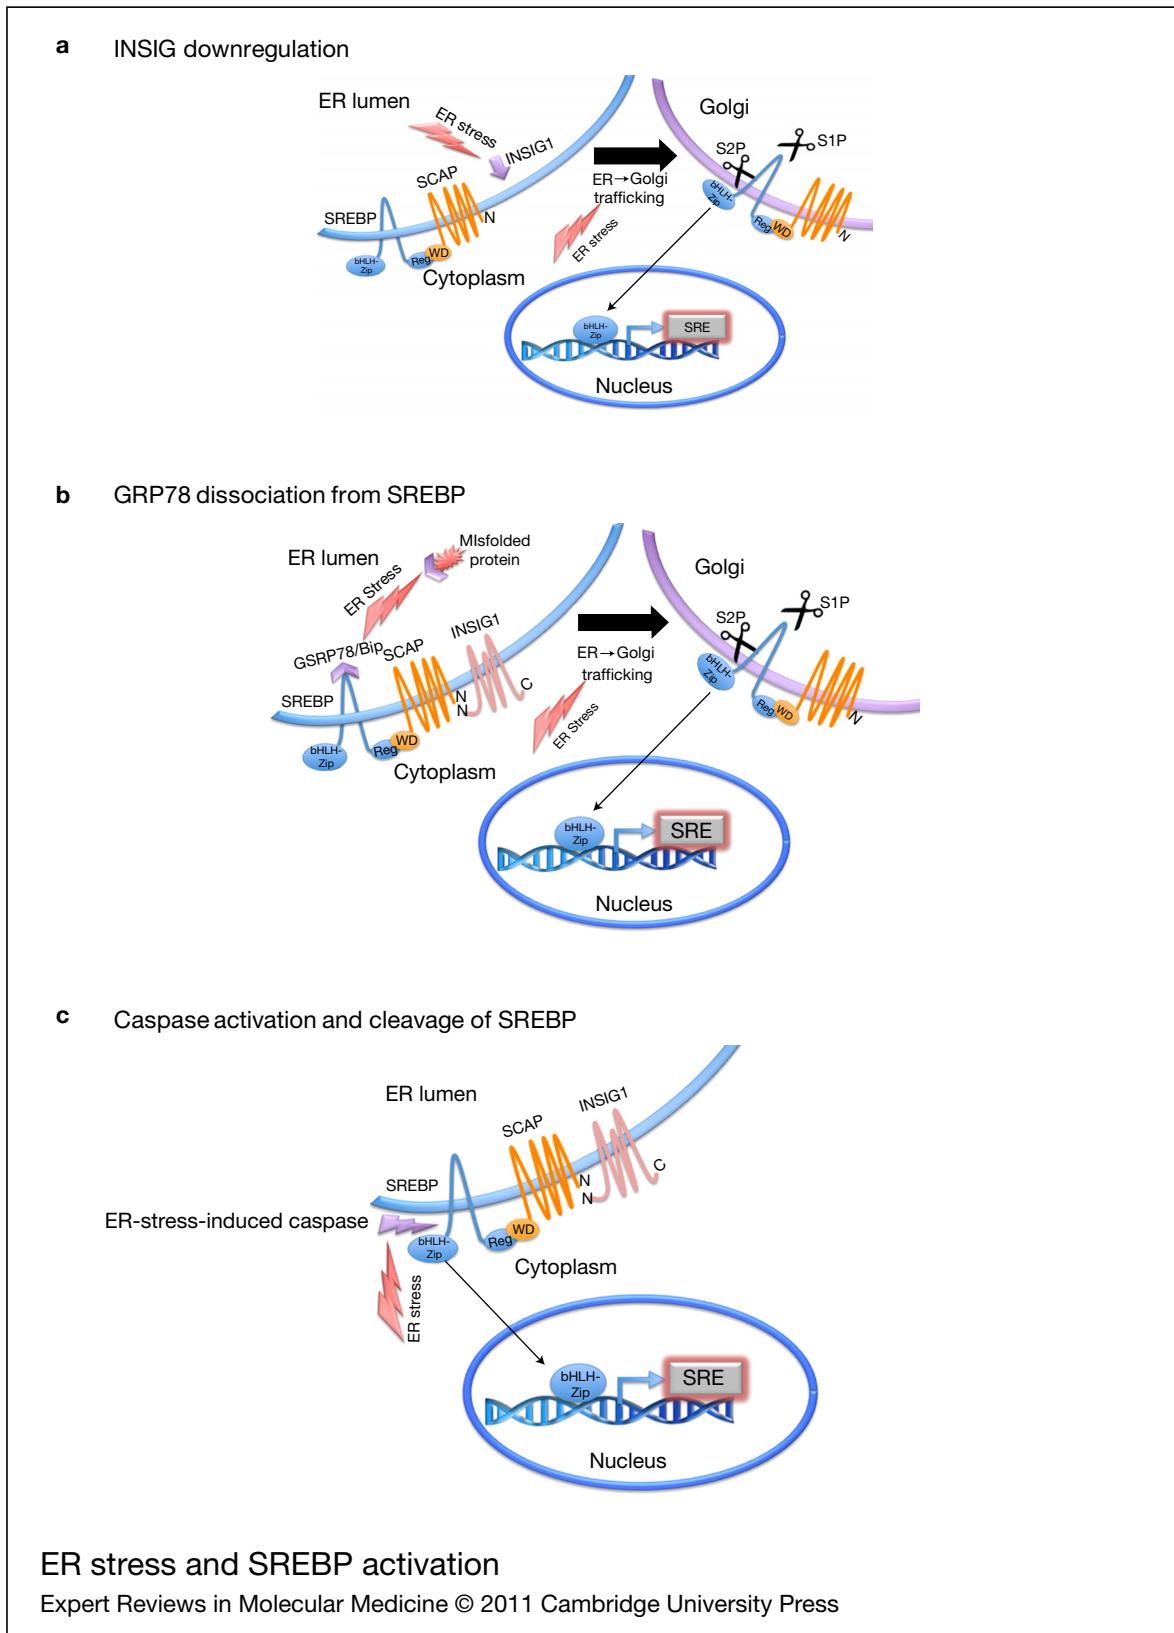 a INSIG downregulation
ER lumen
ER stress
INSIG1
SCAP
SREBP
N
bHLH-
Zip
Reg
WD
Cytoplasm
ER→Golgi
trafficking
ER stress
Golgi
S2P
S1P
bHLH-
Zip
Reg
WD
N
bHLH-
Zip
SRE
Nucleus
b GRP78 dissociation from SREBP
ER lumen
MIsfolded
protein
ER Stress
GSRP78/Bip
SCAP
INSIG1
SREBP
N
N
C
bHLH-
Zip
Reg
WD
Cytoplasm
ER→Golgi
trafficking
ER Stress
Golgi
S2P
S1P
bHLH-
Zip
Reg
WD
N
bHLH-
Zip
SRE
Nucleus
c Caspase activation and cleavage of SREBP
ER lumen
SCAP
INSIG1
SREBP
N
N
C
ER-stress-induced caspase
bHLH-
Zip
Reg
WD
ER stress
Cytoplasm
bHLH-
Zip
SRE
Nucleus
ER stress and SREBP activation
Expert Reviews in Molecular Medicine © 2011 Cambridge University Press